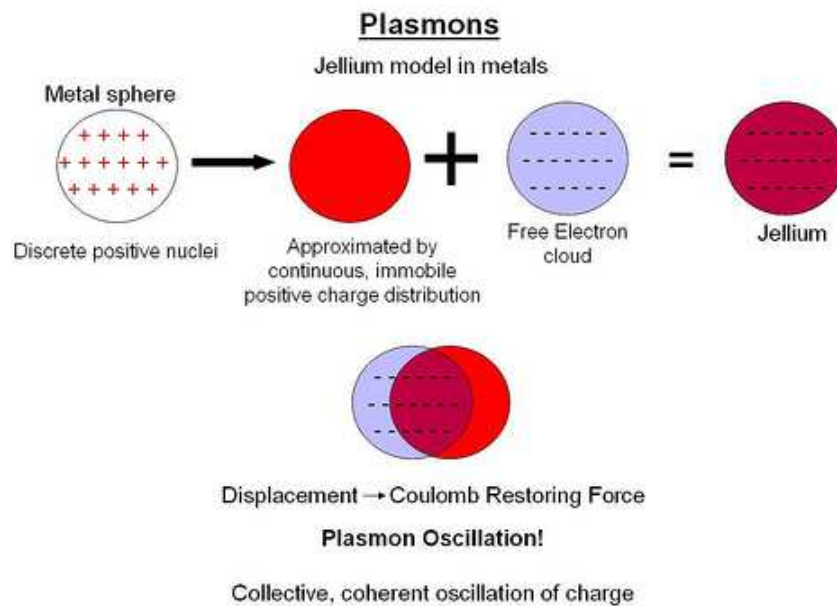 Plasmons
Jellium model in metals
Metal sphere
+ + + +
+ + + + + +
+ + + + +
Discrete positive nuclei
Approximated by
continuous, immobile
positive charge distribution
+
- - - - - - -
- - - - - - -
- - - - - - -
Free Electron
cloud
=
- - - - - - -
- - - - - - -
- - - - - - -
Jellium
- - - - - - -
- - - - - - -
- - - - - - -
Displacement → Coulomb Restoring Force
Plasmon Oscillation!
Collective, coherent oscillation of charge